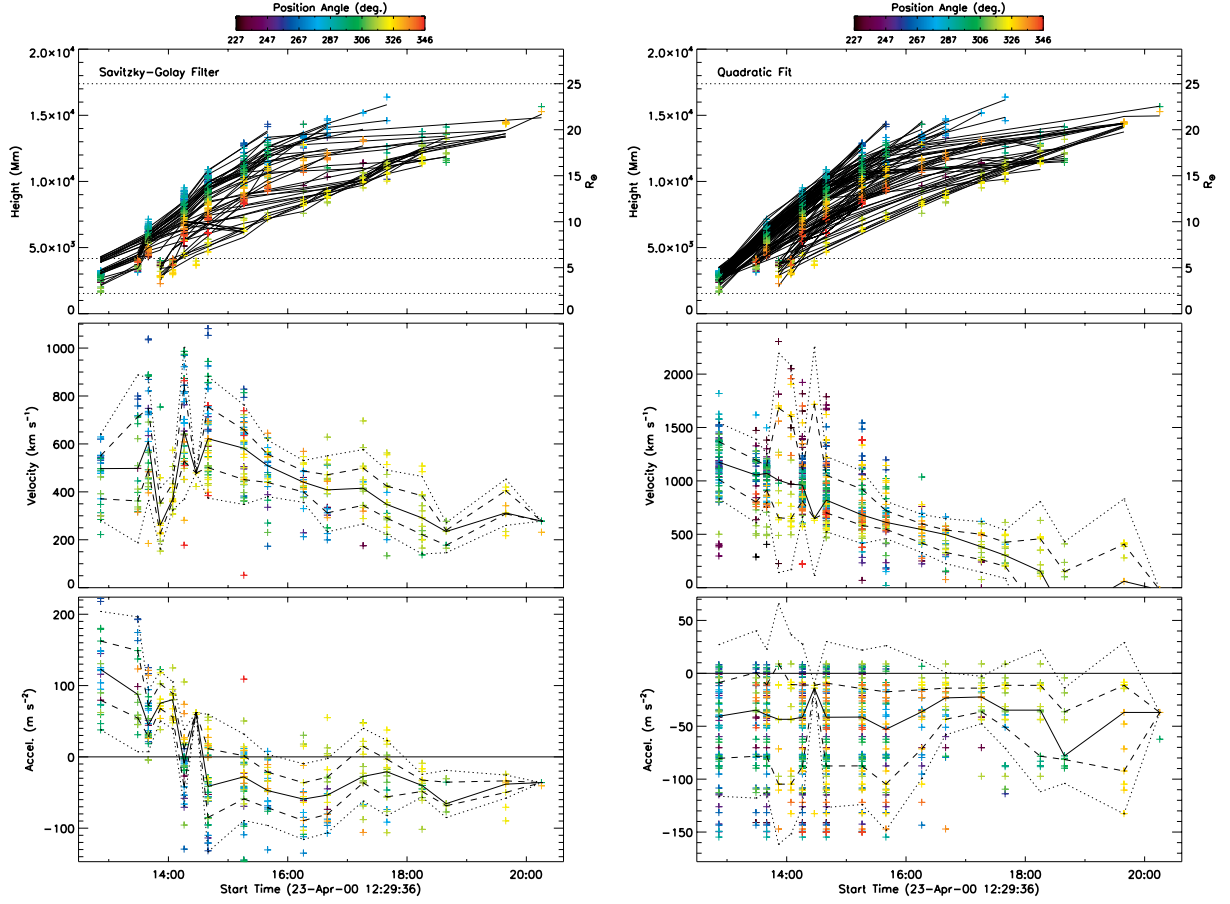 Position Angle (deg.)
227 247 267 287 306 326 346
Savitzky-Golay Filter
Height (Mm)
2.0×10⁴
1.5×10⁴
1.0×10⁴
5.0×10³
0
25
20
15
10
5
0
R⊕
Velocity (km s⁻¹)
1000
800
600
400
200
0
Accel. (m s⁻²)
200
100
0
−100
14:00 16:00 18:00 20:00
Start Time (23-Apr-00 12:29:36)
Position Angle (deg.)
227 247 267 287 306 326 346
Quadratic Fit
Height (Mm)
2.0×10⁴
1.5×10⁴
1.0×10⁴
5.0×10³
0
25
20
15
10
5
0
R⊕
Velocity (km s⁻¹)
2000
1500
1000
500
0
Accel. (m s⁻²)
50
0
−50
−100
−150
14:00 16:00 18:00 20:00
Start Time (23-Apr-00 12:29:36)